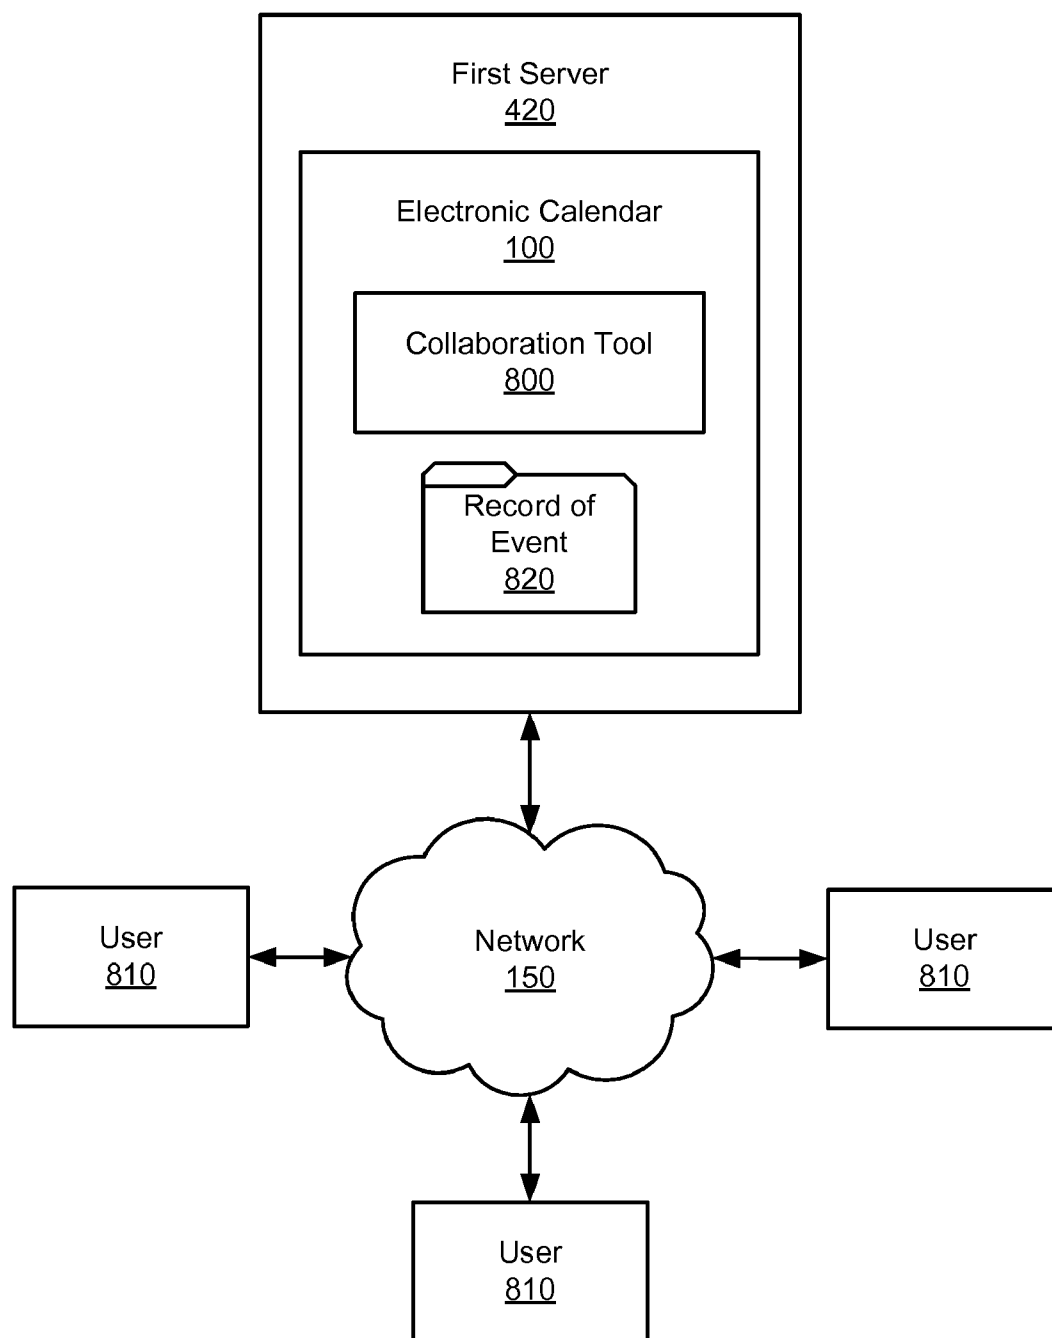 First Server
420
Electronic Calendar
100
Collaboration Tool
800
Record of
Event
820
User
810
Network
150
User
810
User
810